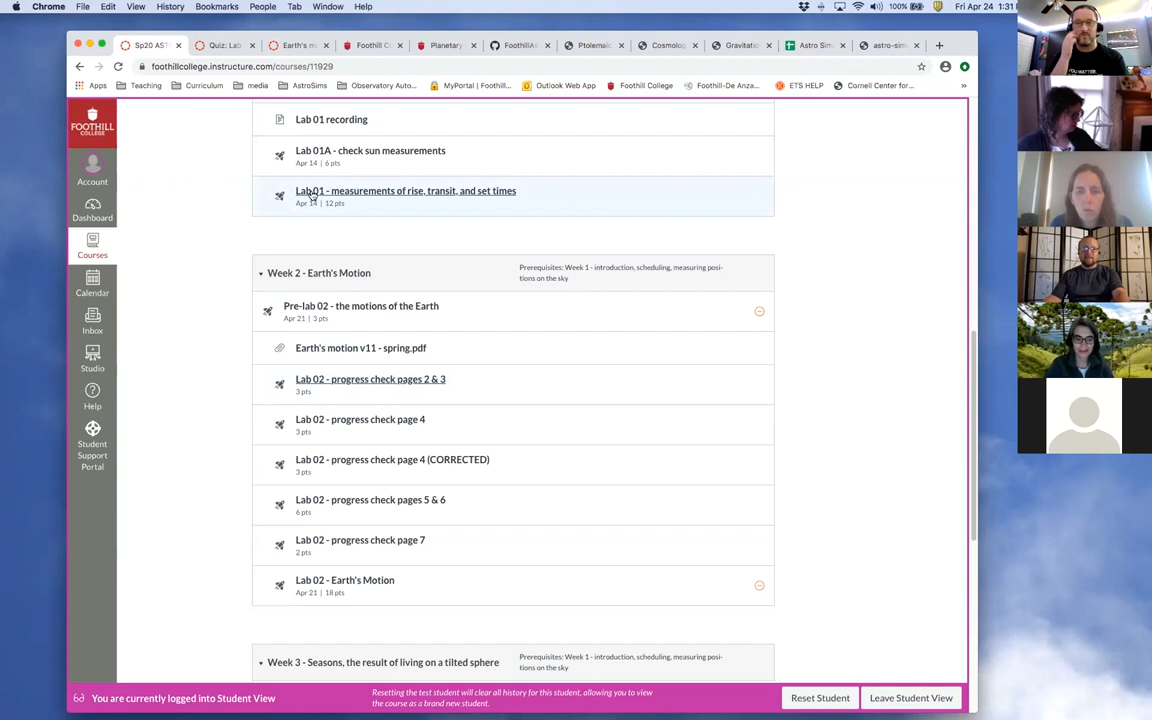 Chrome File Edit View History Bookmarks People Tab Window Help
100% Fri Apr 24 1:31
Sp20 AST
Quiz: Lab
Earth's m
Foothill C
Planetary
FoothillAs
Ptolemaic
Cosmolog
Gravitati
Astro Sim
astro-sim
foothillcollege.instructure.com/courses/11929
Apps Teaching Curriculum media AstroSims Observatory Auto... MyPortal | Foothill... Outlook Web App Foothill College Foothill-De Anza... ETS HELP Cornell Center for... »
FOOTHILL
COLLEGE
Account
Dashboard
Courses
Calendar
Inbox
Studio
Help
Student
Support
Portal
Lab 01 recording
Lab 01A - check sun measurements
Apr 14 | 6 pts
Lab 01 - measurements of rise, transit, and set times
Apr 14 | 12 pts
Week 2 - Earth's Motion
Prerequisites: Week 1 - introduction, scheduling, measuring posi-
tions on the sky
Pre-lab 02 - the motions of the Earth
Apr 21 | 3 pts
Earth's motion v11 - spring.pdf
Lab 02 - progress check pages 2 & 3
3 pts
Lab 02 - progress check page 4
3 pts
Lab 02 - progress check page 4 (CORRECTED)
3 pts
Lab 02 - progress check pages 5 & 6
6 pts
Lab 02 - progress check page 7
2 pts
Lab 02 - Earth's Motion
Apr 21 | 18 pts
Week 3 - Seasons, the result of living on a tilted sphere
Prerequisites: Week 1 - introduction, scheduling, measuring posi-
tions on the sky
You are currently logged into Student View
Resetting the test student will clear all history for this student, allowing you to view
the course as a brand new student.
Reset Student
Leave Student View